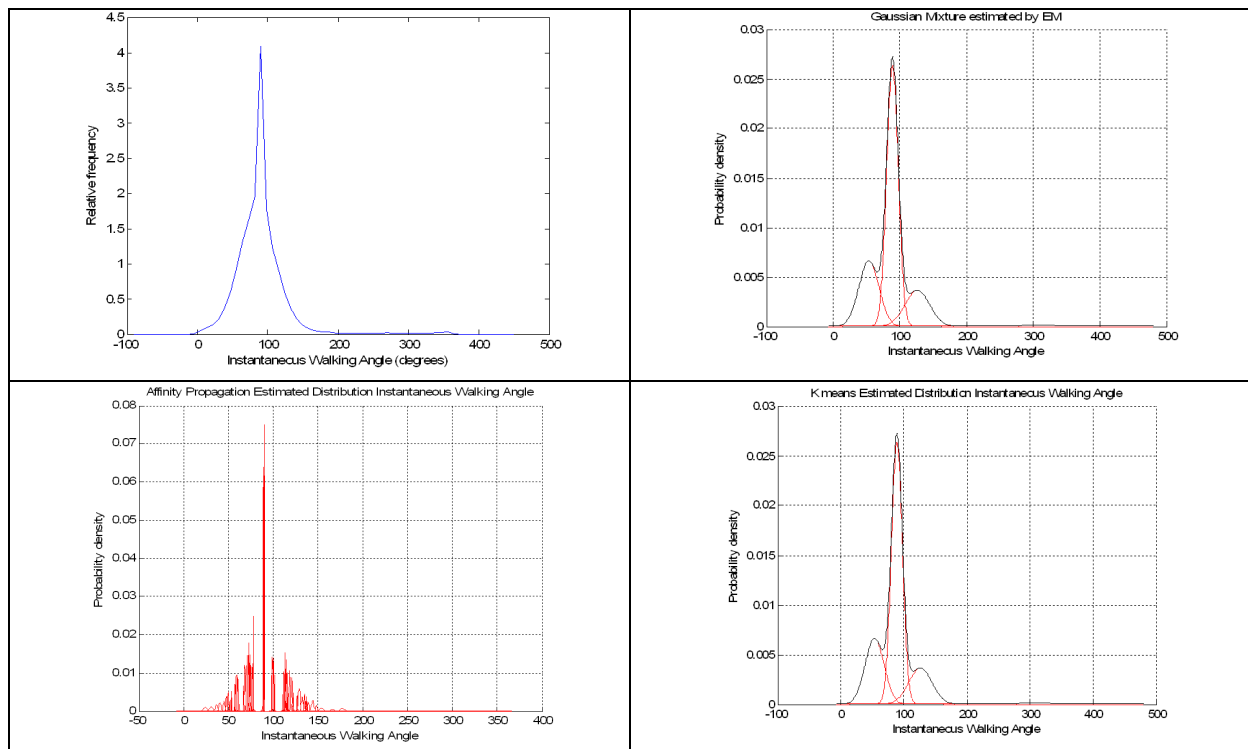 4.5
4
3.5
3
2.5
2
1.5
1
0.5
0
-100 0 100 200 300 400 500
Relative frequency
Instantanecus Walking Angle (degrees)
Gaussian Mixture estimated by EM
0.03
0.025
0.02
0.015
0.01
0.005
0
-100 0 100 200 300 400 500
Probability density
Instantanecus Walking Angle
Affinity Propagation Estimated Distribution Instantaneous Walking Angle
0.08
0.07
0.06
0.05
0.04
0.03
0.02
0.01
0
-50 0 50 100 150 200 250 300 350 400
Probability density
Instantaneous Walking Angle
Kmeans Estimated Distribution Instantanecus Walking Angle
0.03
0.025
0.02
0.015
0.01
0.005
0
-100 0 100 200 300 400 500
Probability density
Instantaneous Walking Angle